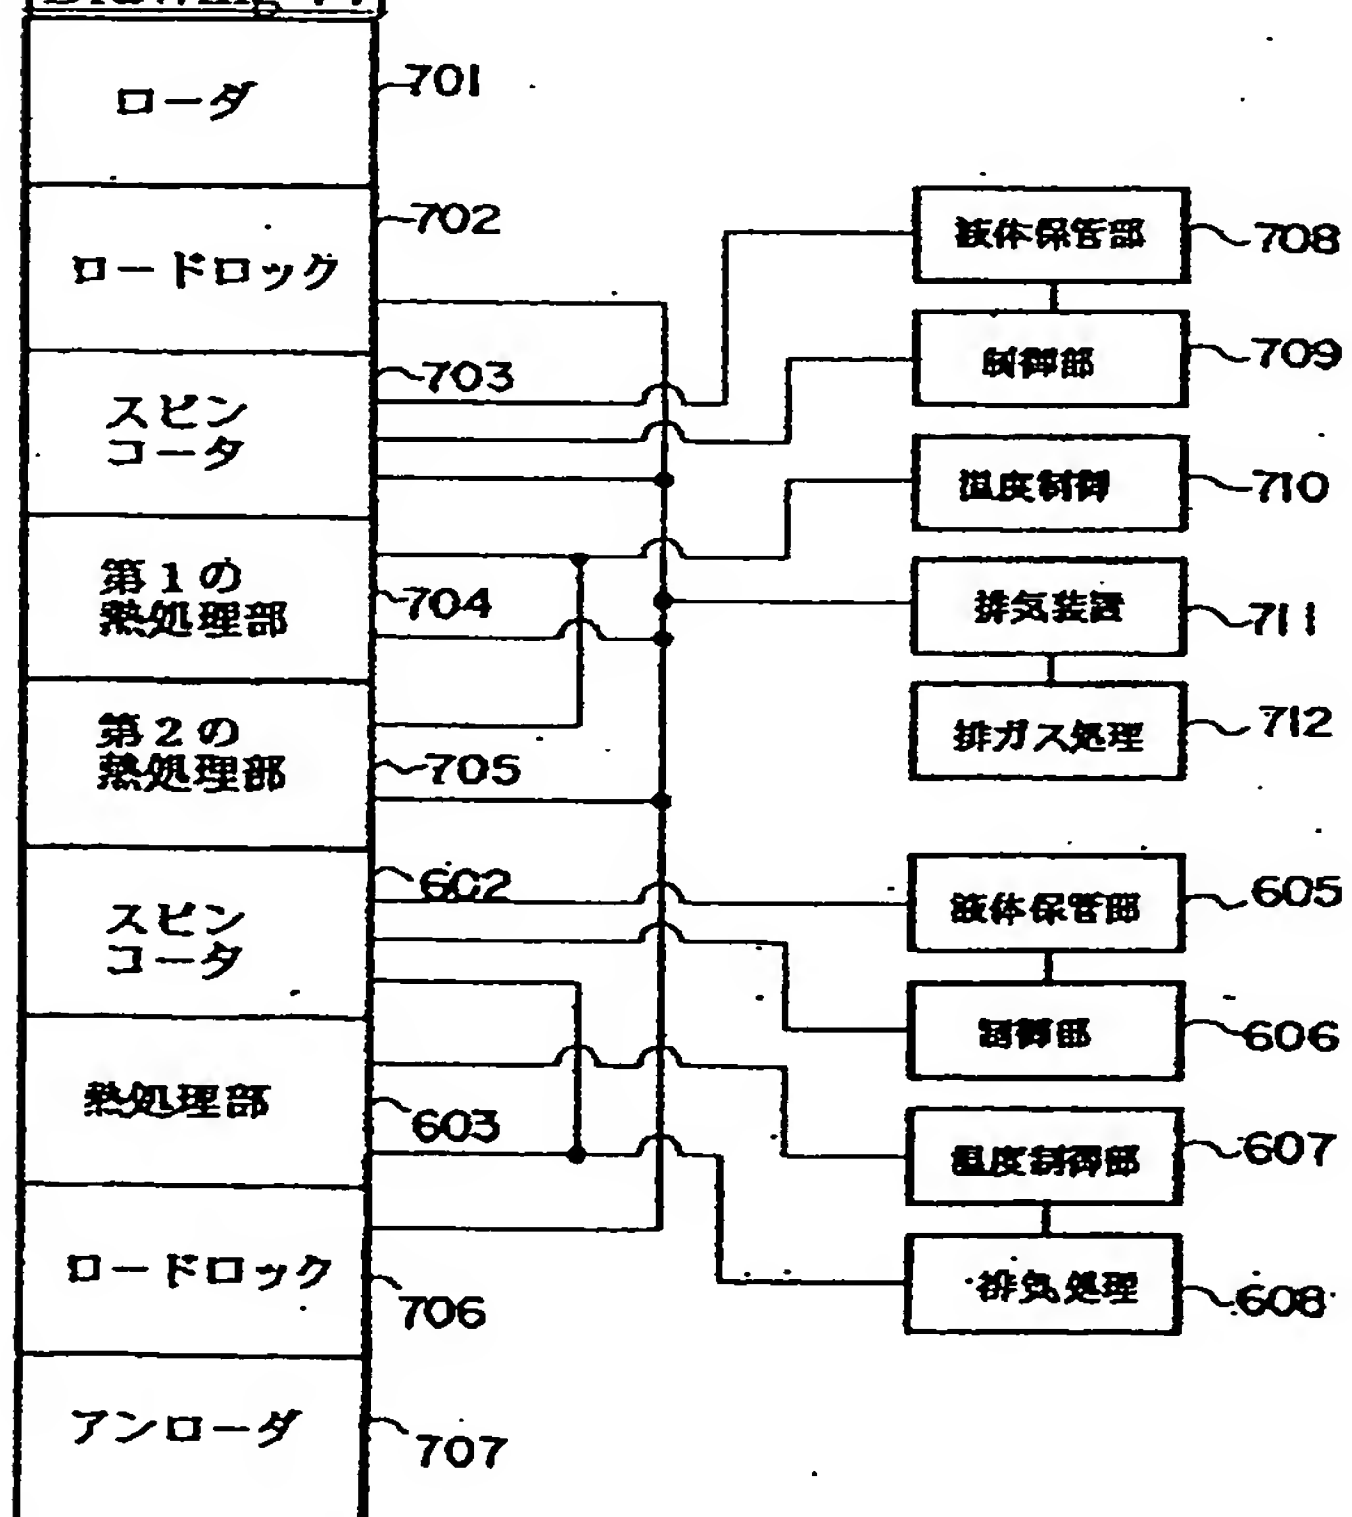 ローダ
701
ロードロック
702
スピン
コータ
703
第1の
熱処理部
704
第2の
熱処理部
705
スピン
コータ
602
熱処理部
603
ロードロック
706
アンローダ
707
液体保管部
708
制御部
709
温度制御
710
排気装置
711
排ガス処理
712
液体保管部
605
制御部
606
温度制御部
607
排気処理
608